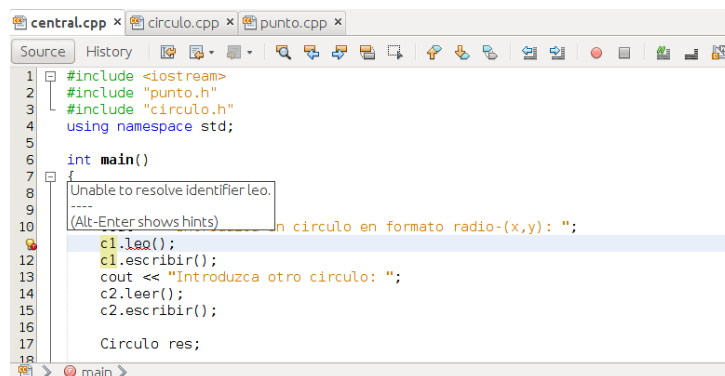 central.cpp × circulo.cpp × punto.cpp ×
Source History
1 #include <iostream>
2 #include "punto.h"
3 #include "circulo.h"
4 using namespace std;
5
6 int main()
7 {
8 Unable to resolve identifier leo.
9 ----
(Alt-Enter shows hints)
10 un circulo en formato radio-(x,y): ";
c1.leo();
12 c1.escribir();
13 cout << "Introduzca otro circulo: ";
14 c2.leer();
15 c2.escribir();
16
17 Circulo res;
18
main